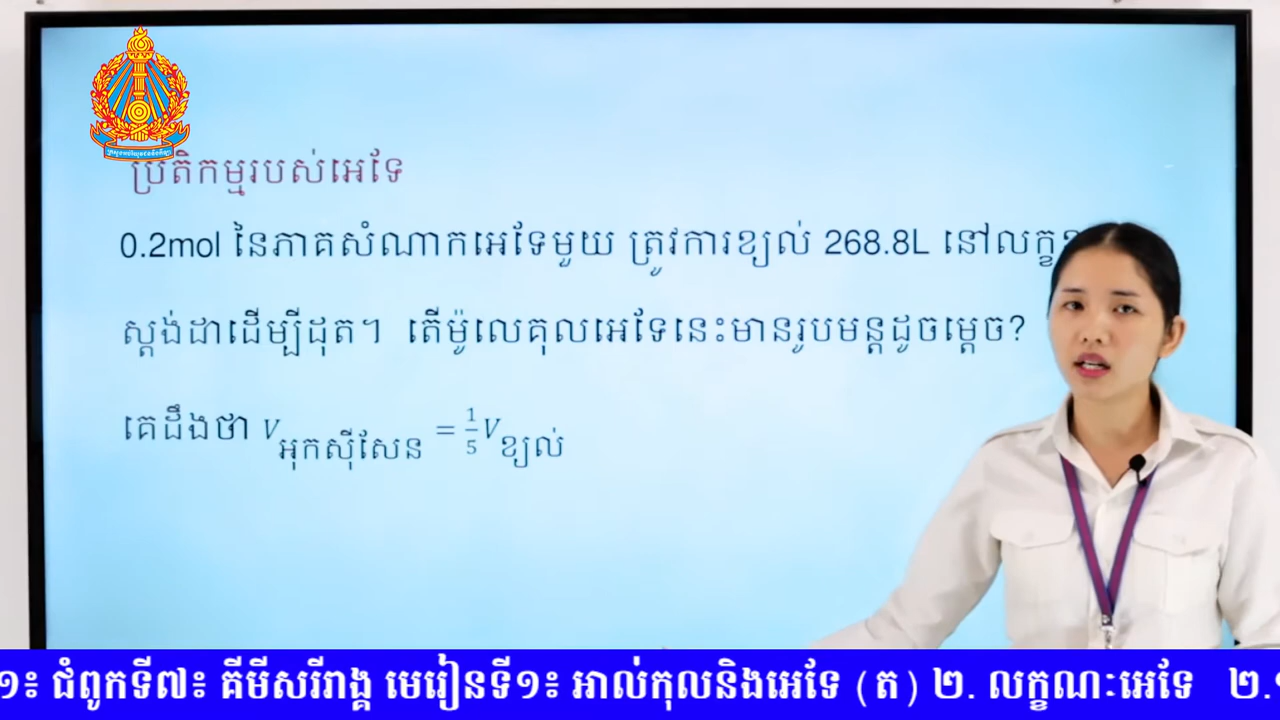 ប្រតិកម្មរបស់អេទែ
0.2mol នៃភាគសំណាកអេទែមួយ ត្រូវការខ្យល់ 268.8L នៅលក្ខ
ស្តង់ដាដើម្បីដុត។ តើម៉ូលេគុលអេទែនេះមានរូបមន្តដូចម្តេច?
គេដឹងថា V អុកស៊ីសែន = 1/5 V ខ្យល់
១៖ ជំពូកទី៧៖ គីមីសរីរាង្គ មេរៀនទី១៖ អាល់កុលនិងអេទែ (ត) ២. លក្ខណៈអេទែ ២.